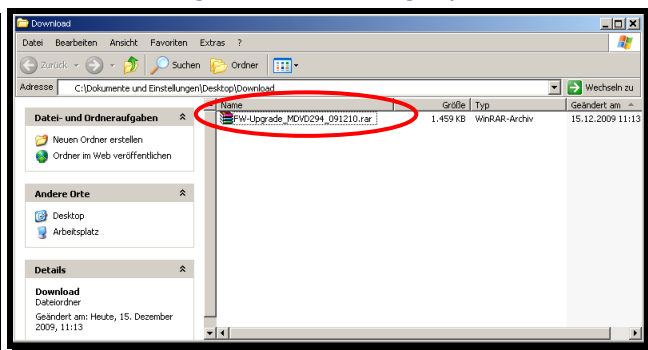 Download
Datei Bearbeiten Ansicht Favoriten Extras ?
Zurück Suchen Ordner
Adresse C:\Dokumente und Einstellungen\Desktop\Download Wechseln zu
Name Größe Typ Geändert am
Datei- und Ordneraufgaben
FW-Upgrade_MDVD294_091210.rar 1.459 KB WinRAR-Archiv 15.12.2009 11:13
Neuen Ordner erstellen
Ordner im Web veröffentlichen
Andere Orte
Desktop
Arbeitsplatz
Details
Download
Dateiordner
Geändert am: Heute, 15. Dezember
2009, 11:13